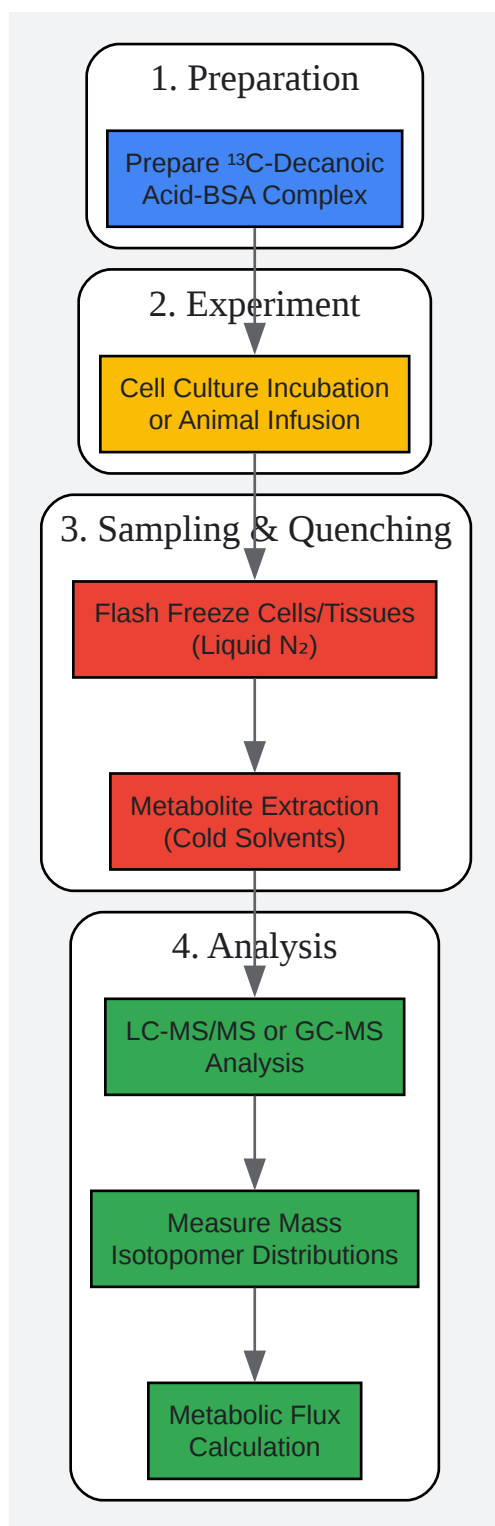 1. Preparation
Prepare ¹³C-Decanoic
Acid-BSA Complex
2. Experiment
Cell Culture Incubation
or Animal Infusion
3. Sampling & Quenching
Flash Freeze Cells/Tissues
(Liquid N₂)
Metabolite Extraction
(Cold Solvents)
4. Analysis
LC-MS/MS or GC-MS
Analysis
Measure Mass
Isotopomer Distributions
Metabolic Flux
Calculation